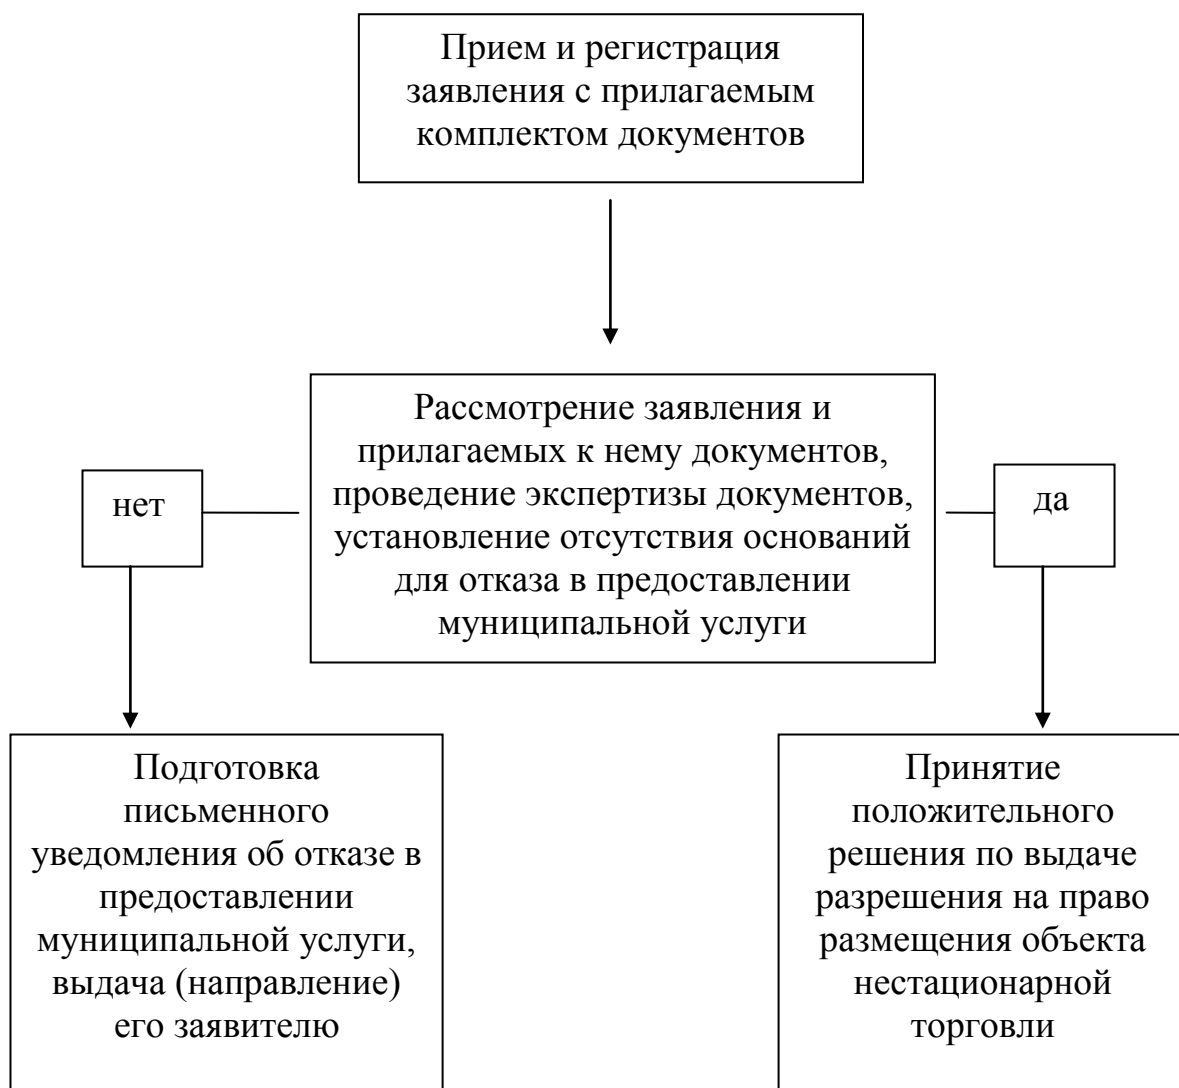 Прием и регистрация
заявления с прилагаемым
комплектом документов
Рассмотрение заявления и
прилагаемых к нему документов,
проведение экспертизы документов,
установление отсутствия оснований
для отказа в предоставлении
муниципальной услуги
нет
да
Подготовка
письменного
уведомления об отказе в
предоставлении
муниципальной услуги,
выдача (направление)
его заявителю
Принятие
положительного
решения по выдаче
разрешения на право
размещения объекта
нестационарной
торговли